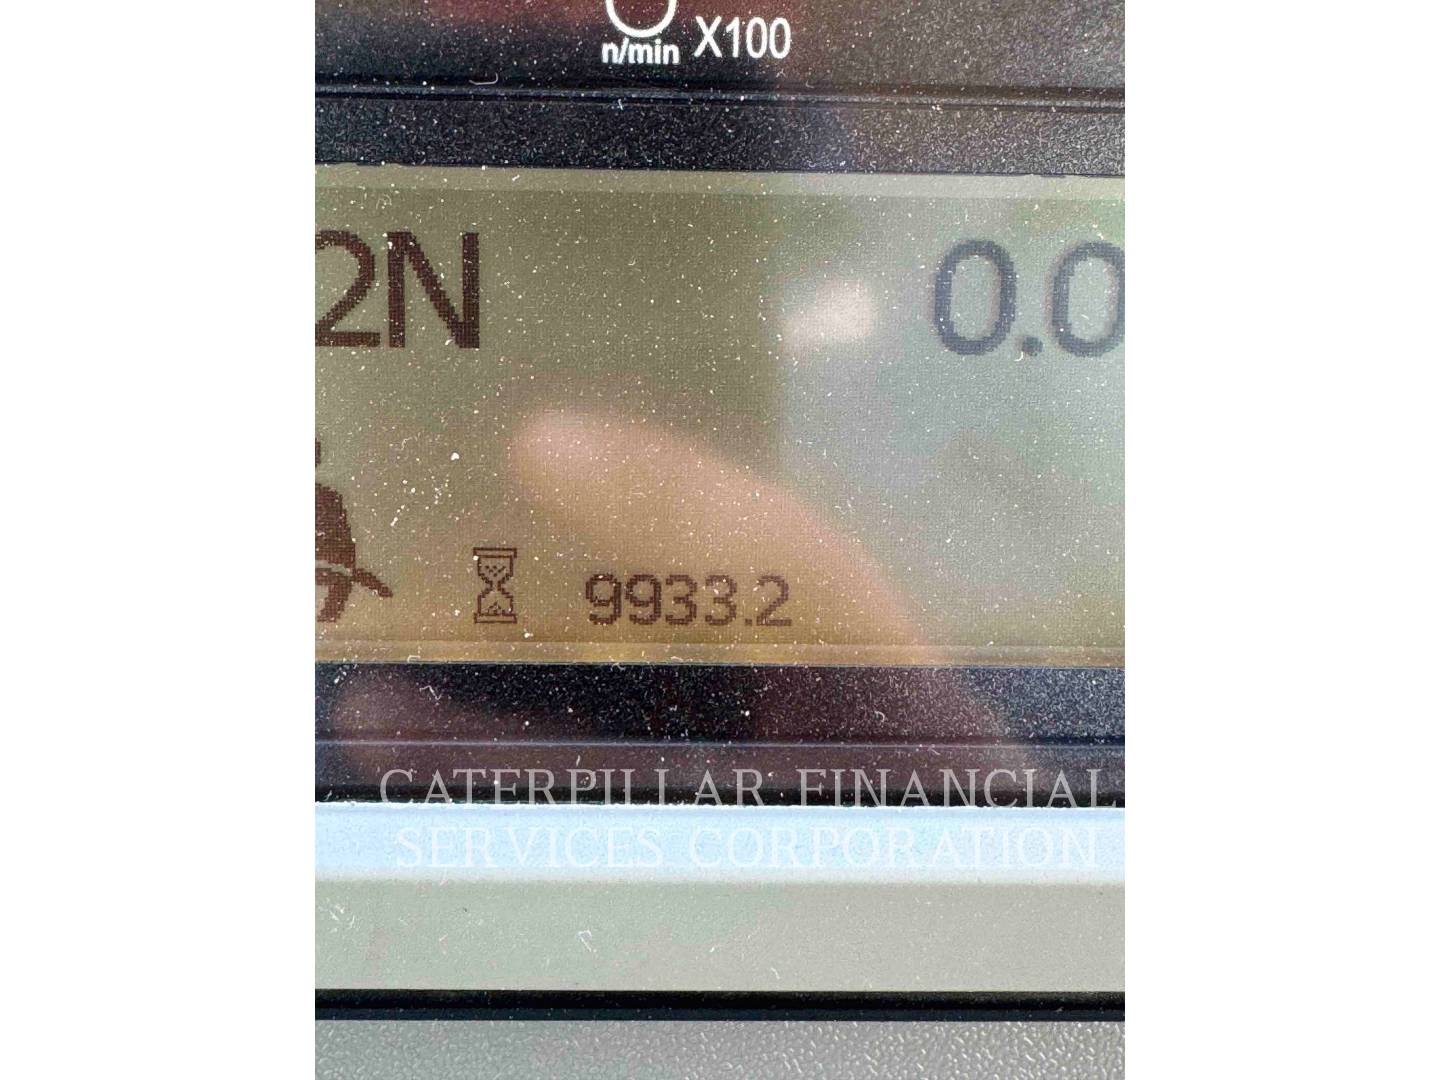 n/min X100
2N 0.0
9933.2
CATERPILLAR FINANCIAL
SERVICES CORPORATION